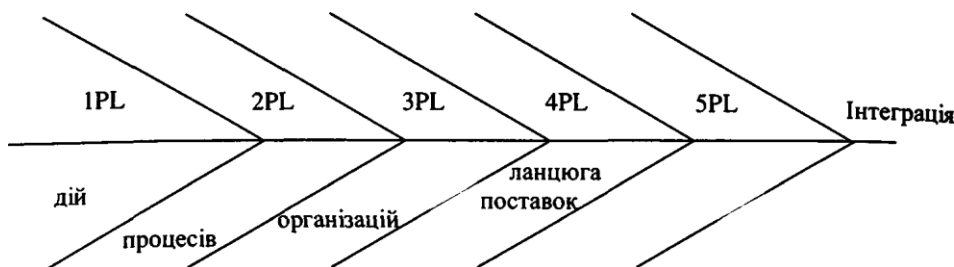 1PL
2PL
3PL
4PL
5PL
Інтеграція
дій
процесів
організацій
ланцюга
поставок